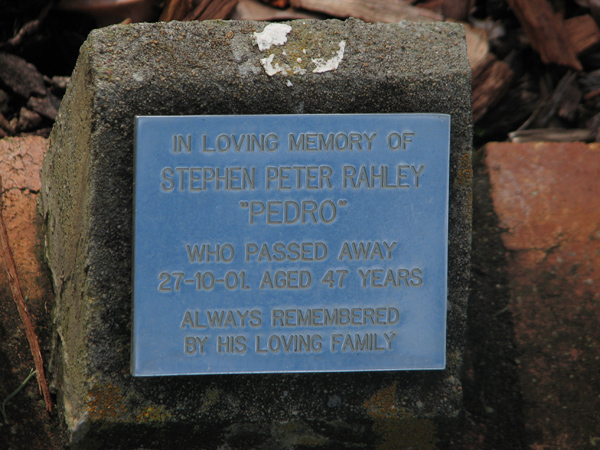 IN LOVING MEMORY OF
STEPHEN PETER RAHLEY
"PEDRO"
WHO PASSED AWAY
27-10-01 AGED 47 YEARS
ALWAYS REMEMBERED
BY HIS LOVING FAMILY